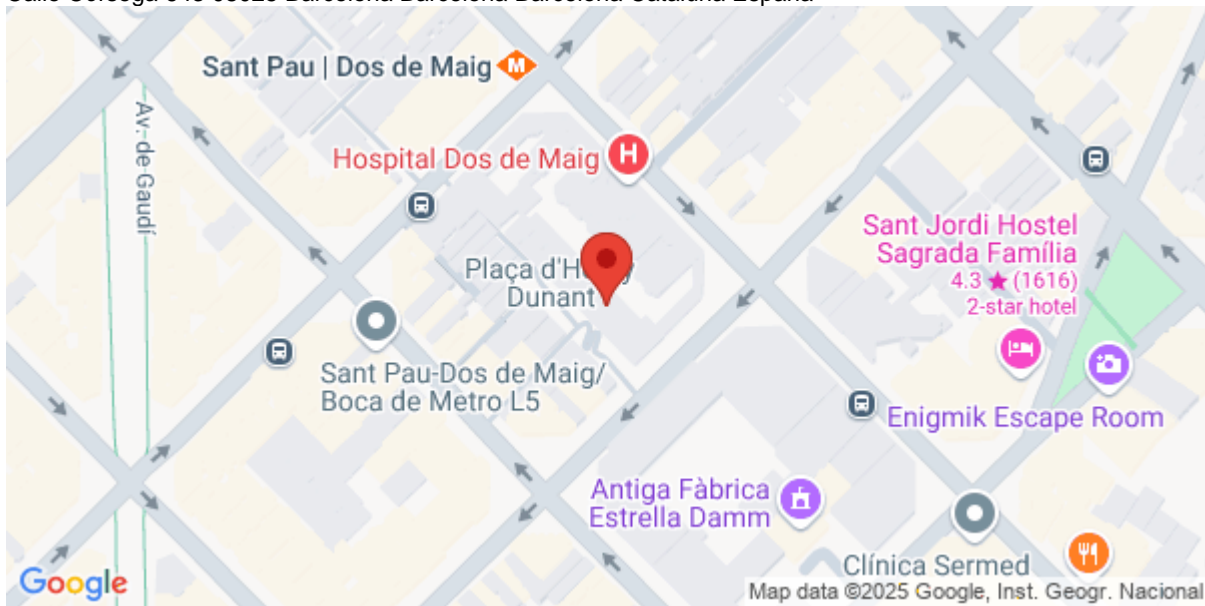 Sant Pau | Dos de Maig
M
Av. de Gaudí
Hospital Dos de Maig
H
Sant Jordi Hostel
Sagrada Família
4.3 ★ (1616)
2-star hotel
Plaça d'H
Dunant
Sant Pau-Dos de Maig/
Boca de Metro L5
Enigmik Escape Room
Antiga Fàbrica
Estrella Damm
Clínica Sermed
Google
Map data ©2025 Google, Inst. Geogr. Nacional